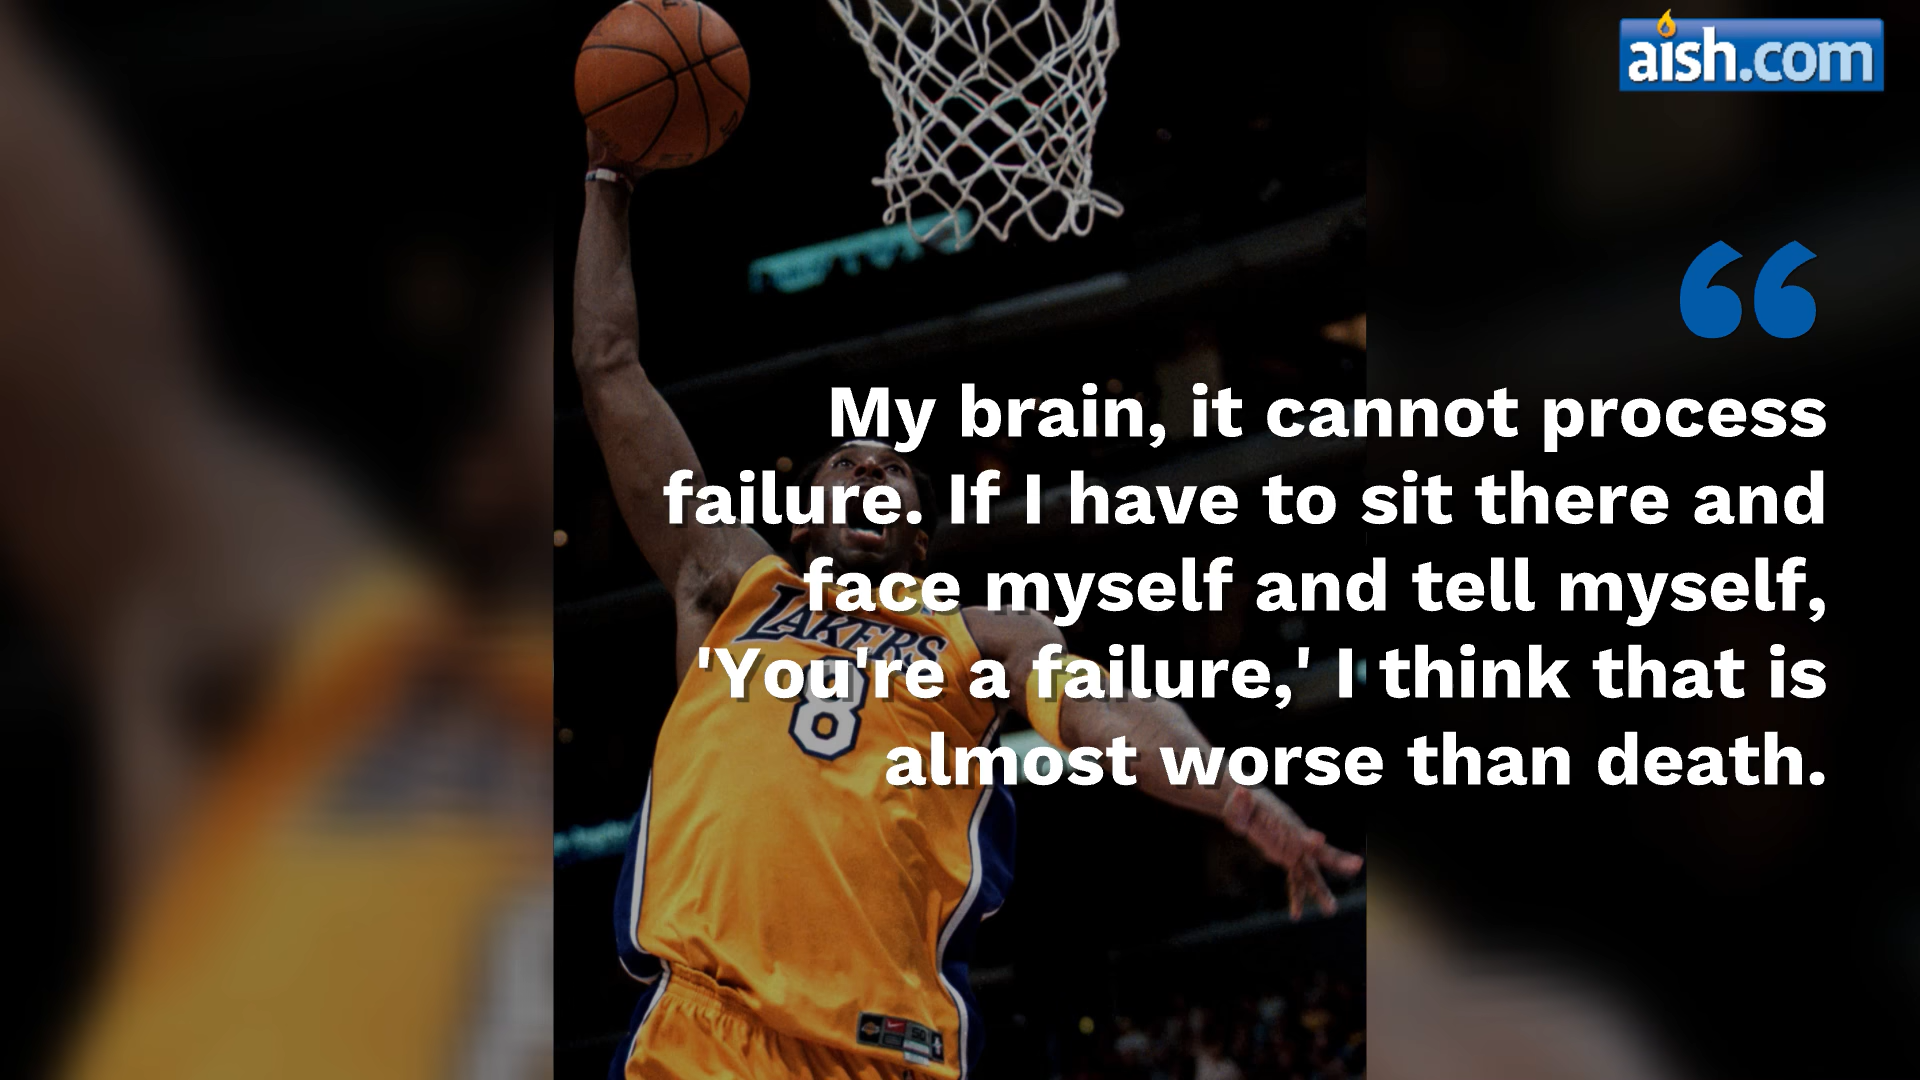 aish.com
“
My brain, it cannot process
failure. If I have to sit there and
face myself and tell myself,
'You're a failure,' I think that is
almost worse than death.
LAKERS
8
50